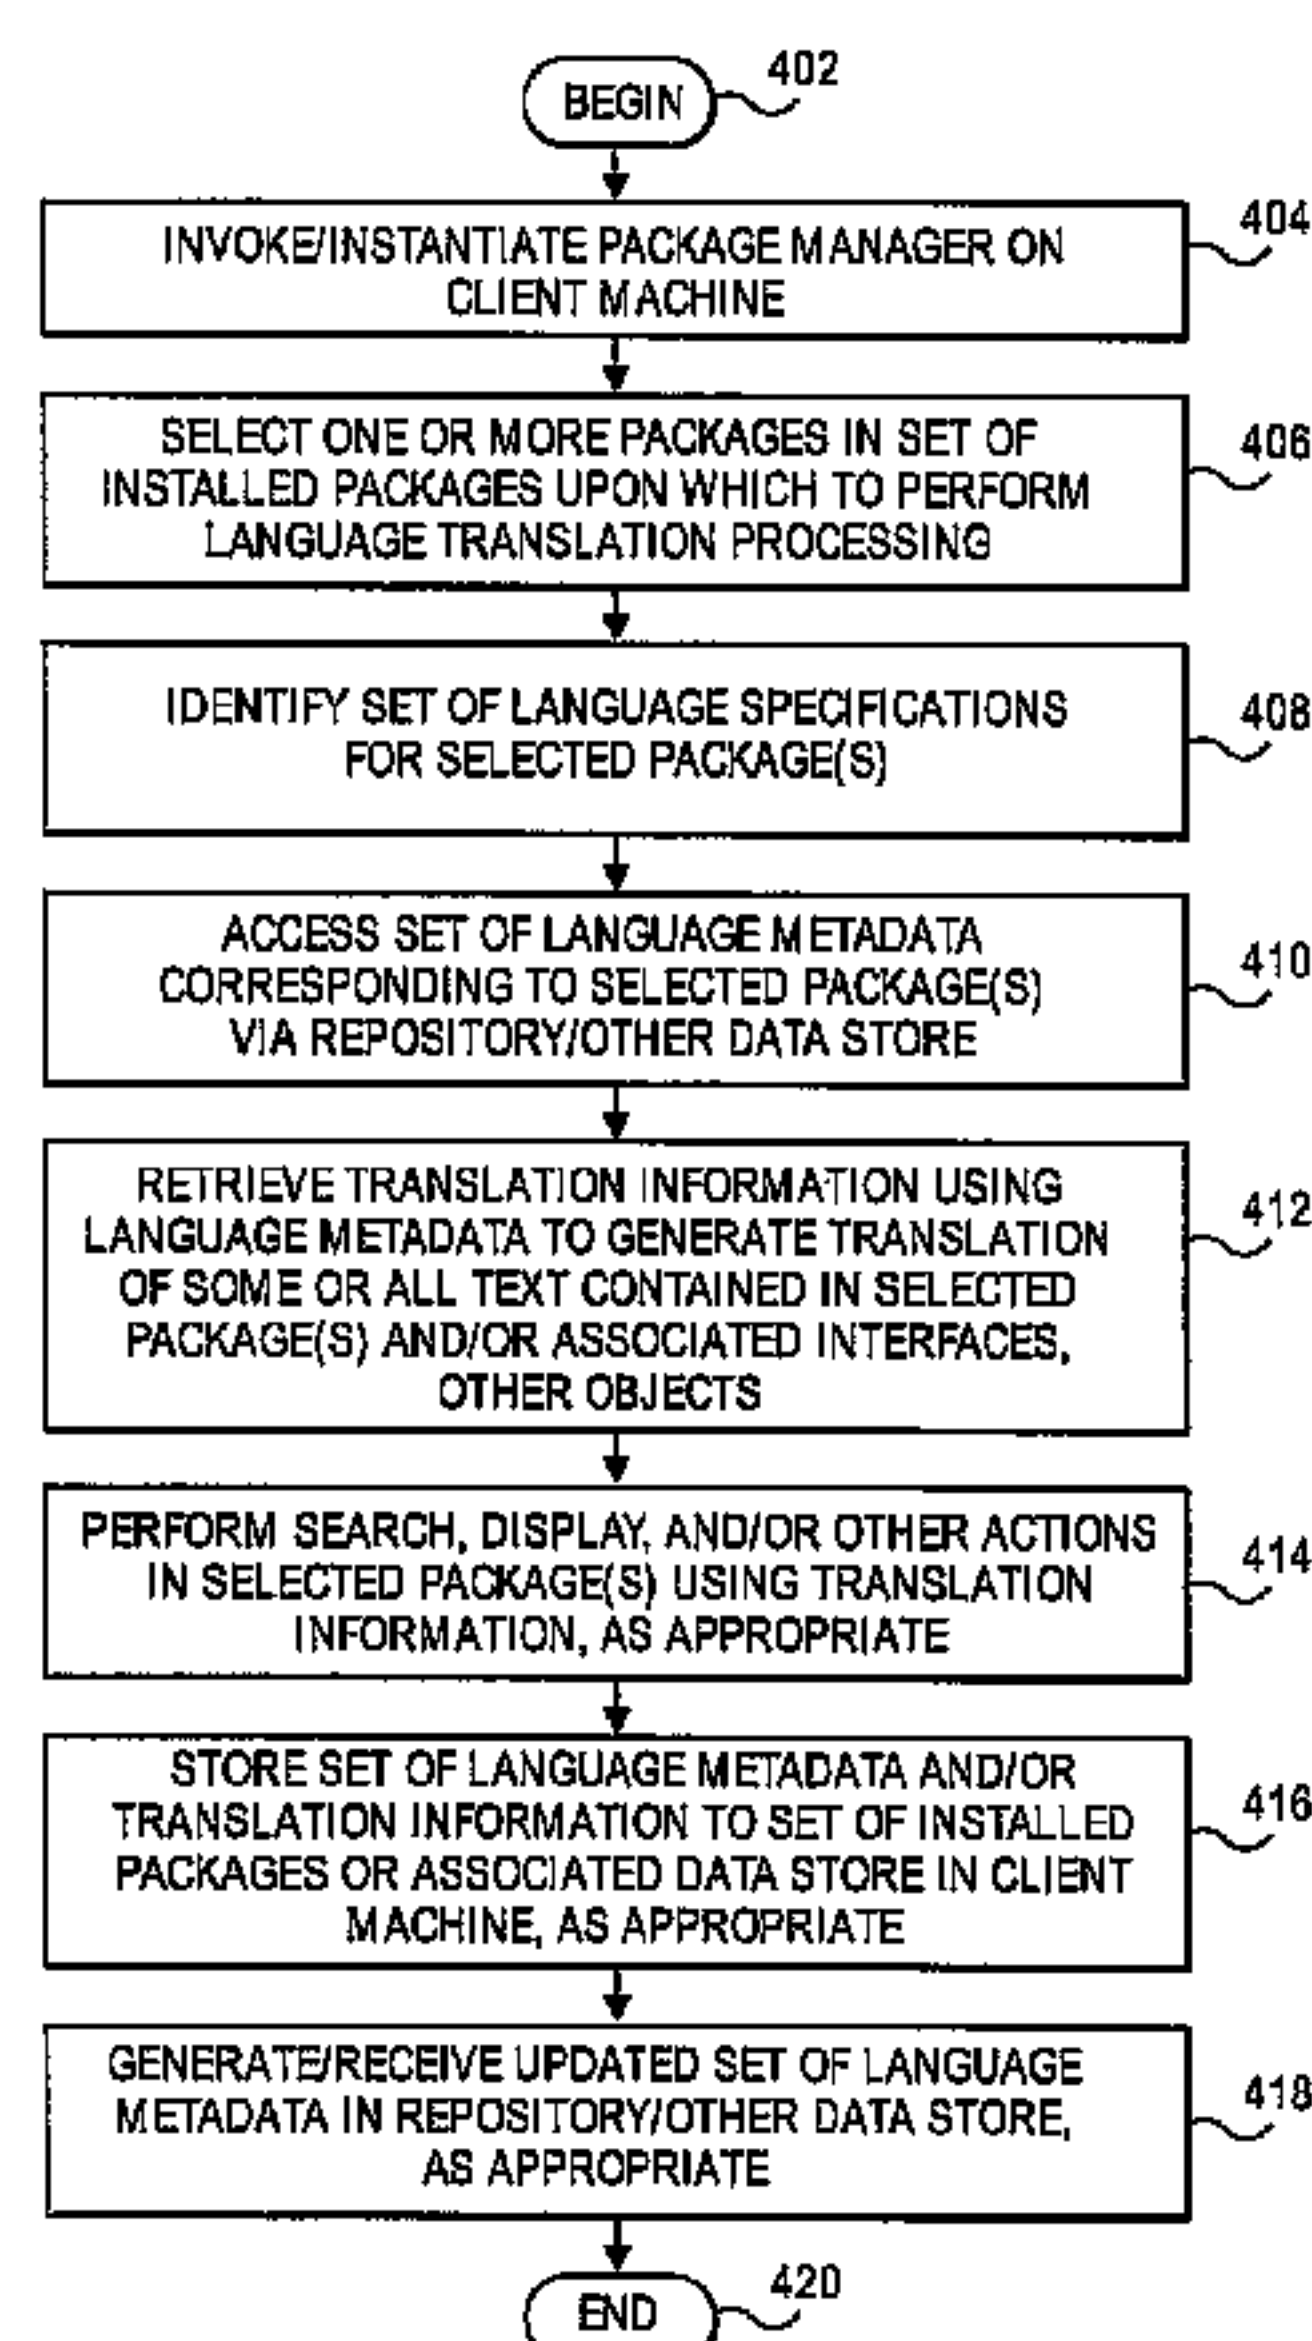 BEGIN
402
INVOKE/INSTANTIATE PACKAGE MANAGER ON
CLIENT MACHINE
404
SELECT ONE OR MORE PACKAGES IN SET OF
INSTALLED PACKAGES UPON WHICH TO PERFORM
LANGUAGE TRANSLATION PROCESSING
406
IDENTIFY SET OF LANGUAGE SPECIFICATIONS
FOR SELECTED PACKAGE(S)
408
ACCESS SET OF LANGUAGE METADATA
CORRESPONDING TO SELECTED PACKAGE(S)
VIA REPOSITORY/OTHER DATA STORE
410
RETRIEVE TRANSLATION INFORMATION USING
LANGUAGE METADATA TO GENERATE TRANSLATION
OF SOME OR ALL TEXT CONTAINED IN SELECTED
PACKAGE(S) AND/OR ASSOCIATED INTERFACES,
OTHER OBJECTS
412
PERFORM SEARCH, DISPLAY, AND/OR OTHER ACTIONS
IN SELECTED PACKAGE(S) USING TRANSLATION
INFORMATION, AS APPROPRIATE
414
STORE SET OF LANGUAGE METADATA AND/OR
TRANSLATION INFORMATION TO SET OF INSTALLED
PACKAGES OR ASSOCIATED DATA STORE IN CLIENT
MACHINE, AS APPROPRIATE
416
GENERATE/RECEIVE UPDATED SET OF LANGUAGE
METADATA IN REPOSITORY/OTHER DATA STORE,
AS APPROPRIATE
418
END
420